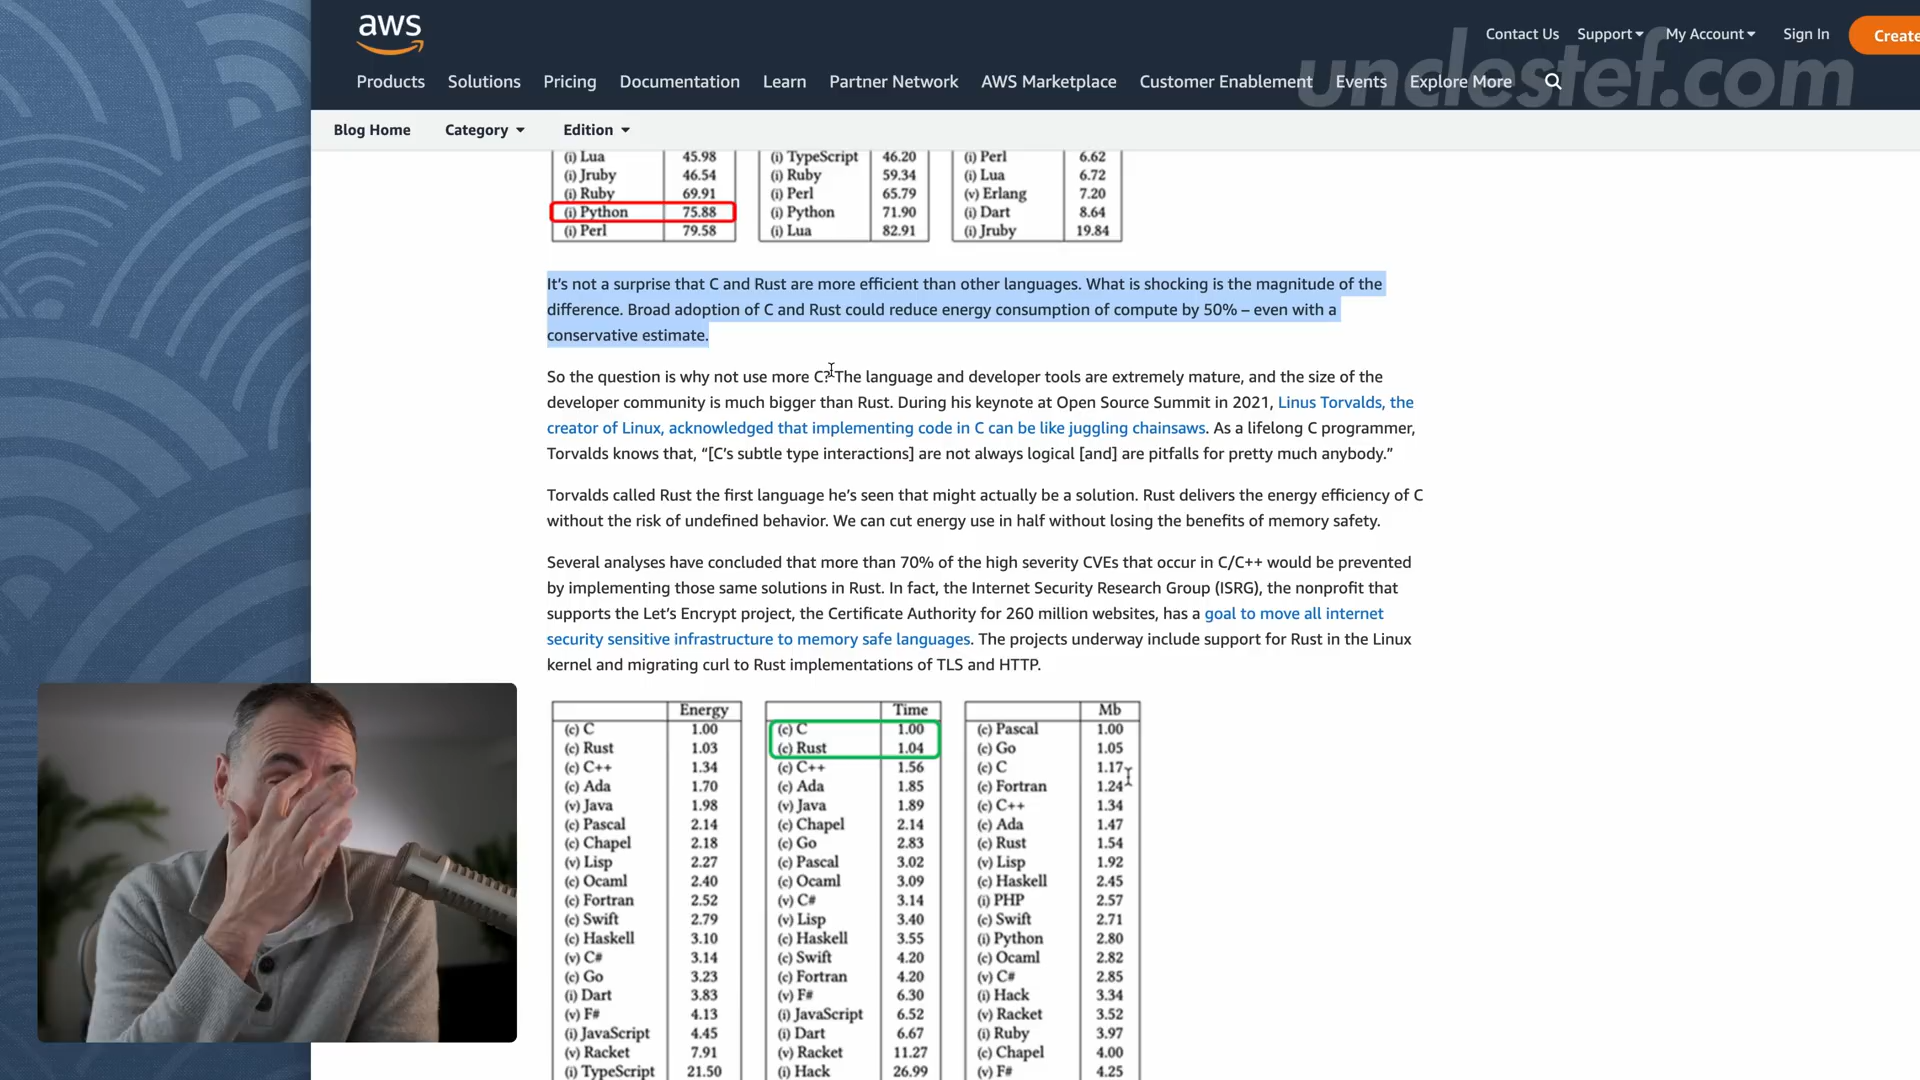 aws
Contact Us Support My Account Sign In Create
unclestef.com
Products Solutions Pricing Documentation Learn Partner Network AWS Marketplace Customer Enablement Events Explore More
Blog Home Category Edition
(i) Lua 45.98 (i) TypeScript 46.20 (i) Perl 6.62
(i) Jruby 46.54 (i) Ruby 59.34 (i) Lua 6.72
(i) Ruby 69.91 (i) Perl 65.79 (v) Erlang 7.20
(i) Python 75.88 (i) Python 71.90 (i) Dart 8.64
(i) Perl 79.58 (i) Lua 82.91 (i) Jruby 19.84
It’s not a surprise that C and Rust are more efficient than other languages. What is shocking is the magnitude of the
difference. Broad adoption of C and Rust could reduce energy consumption of compute by 50% – even with a
conservative estimate.
So the question is why not use more C? The language and developer tools are extremely mature, and the size of the
developer community is much bigger than Rust. During his keynote at Open Source Summit in 2021, Linus Torvalds, the
creator of Linux, acknowledged that implementing code in C can be like juggling chainsaws. As a lifelong C programmer,
Torvalds knows that, “[C’s subtle type interactions] are not always logical [and] are pitfalls for pretty much anybody.”
Torvalds called Rust the first language he’s seen that might actually be a solution. Rust delivers the energy efficiency of C
without the risk of undefined behavior. We can cut energy use in half without losing the benefits of memory safety.
Several analyses have concluded that more than 70% of the high severity CVEs that occur in C/C++ would be prevented
by implementing those same solutions in Rust. In fact, the Internet Security Research Group (ISRG), the nonprofit that
supports the Let’s Encrypt project, the Certificate Authority for 260 million websites, has a goal to move all internet
security sensitive infrastructure to memory safe languages. The projects underway include support for Rust in the Linux
kernel and migrating curl to Rust implementations of TLS and HTTP.
Energy Time Mb
(c) C 1.00 (c) C 1.00 (c) Pascal 1.00
(c) Rust 1.03 (c) Rust 1.04 (c) Go 1.05
(c) C++ 1.34 (c) C++ 1.56 (c) C 1.17
(c) Ada 1.70 (c) Ada 1.85 (c) Fortran 1.24
(v) Java 1.98 (v) Java 1.89 (c) C++ 1.34
(c) Pascal 2.14 (c) Chapel 2.14 (c) Ada 1.47
(c) Chapel 2.18 (c) Go 2.83 (c) Rust 1.54
(v) Lisp 2.27 (c) Pascal 3.02 (v) Lisp 1.92
(c) Ocaml 2.40 (c) Ocaml 3.09 (c) Haskell 2.45
(c) Fortran 2.52 (v) C# 3.14 (i) PHP 2.57
(c) Swift 2.79 (v) Lisp 3.40 (c) Swift 2.71
(c) Haskell 3.10 (c) Haskell 3.55 (i) Python 2.80
(v) C# 3.14 (c) Swift 4.20 (c) Ocaml 2.82
(c) Go 3.23 (c) Fortran 4.20 (v) C# 2.85
(i) Dart 3.83 (v) F# 6.30 (i) Hack 3.34
(v) F# 4.13 (i) JavaScript 6.52 (v) Racket 3.52
(i) JavaScript 4.45 (i) Dart 6.67 (i) Ruby 3.97
(v) Racket 7.91 (v) Racket 11.27 (c) Chapel 4.00
(i) TypeScript 21.50 (i) Hack 26.99 (v) F# 4.25